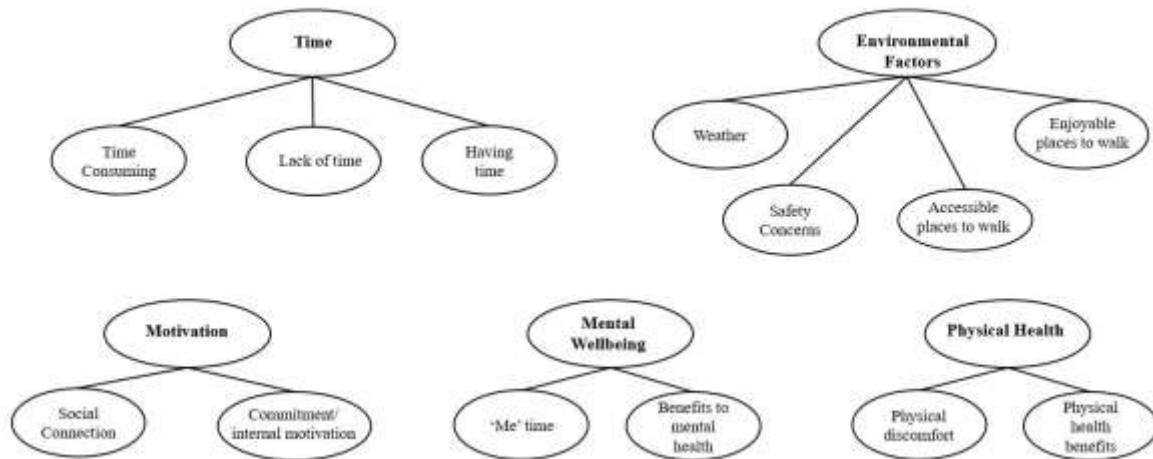 Time
Environmental
Factors
Time
Consuming
Lack of time
Having
time
Weather
Enjoyable
places to walk
Safety
Concerns
Accessible
places to walk
Motivation
Mental
Wellbeing
Physical Health
Social
Connection
Commitment/
internal motivation
‘Me’ time
Benefits to
mental
health
Physical
discomfort
Physical
health
benefits